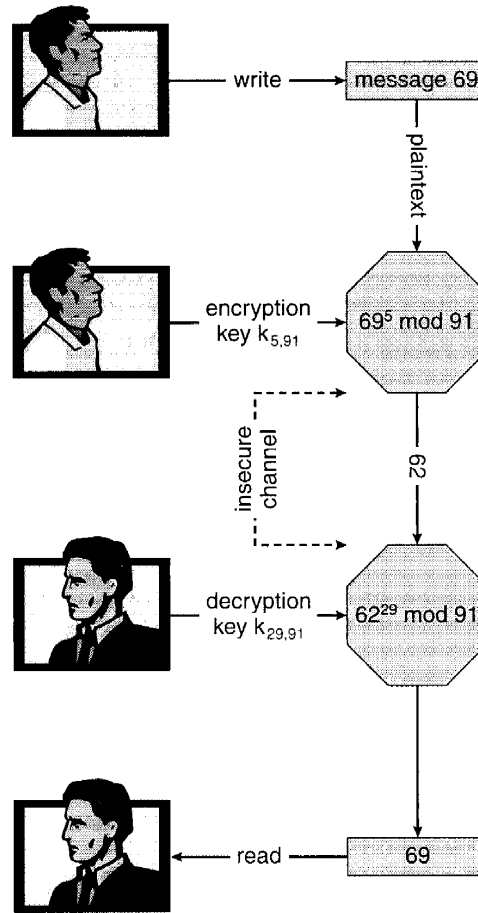 write
message 69
plaintext
encryption
key k5,91
69⁵ mod 91
insecure
channel
62
decryption
key k29,91
62²⁹ mod 91
read
69